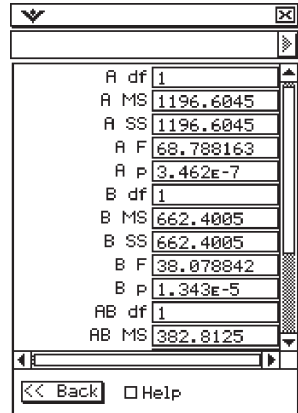 A df 1
A MS 1196.6045
A SS 1196.6045
A F 68.788163
A p 3.462E-7
B df 1
B MS 662.4005
B SS 662.4005
B F 38.078842
B p 1.343E-5
AB df 1
AB MS 382.8125
<< Back Help